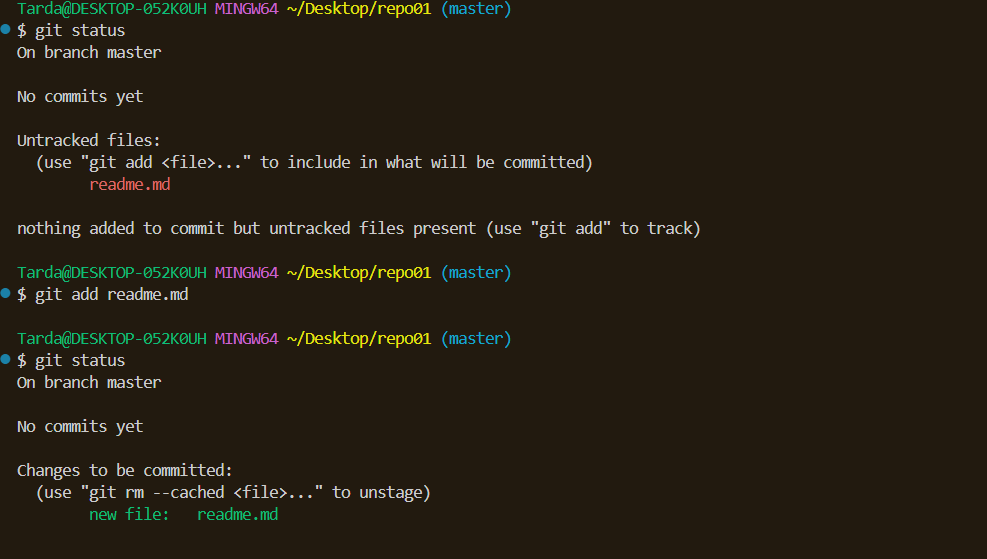 Tarda@DESKTOP-052K0UH MINGW64 ~/Desktop/repo01 (master)
$ git status
On branch master
No commits yet
Untracked files:
  (use "git add <file>..." to include in what will be committed)
        readme.md
nothing added to commit but untracked files present (use "git add" to track)
Tarda@DESKTOP-052K0UH MINGW64 ~/Desktop/repo01 (master)
$ git add readme.md
Tarda@DESKTOP-052K0UH MINGW64 ~/Desktop/repo01 (master)
$ git status
On branch master
No commits yet
Changes to be committed:
  (use "git rm --cached <file>..." to unstage)
        new file:   readme.md